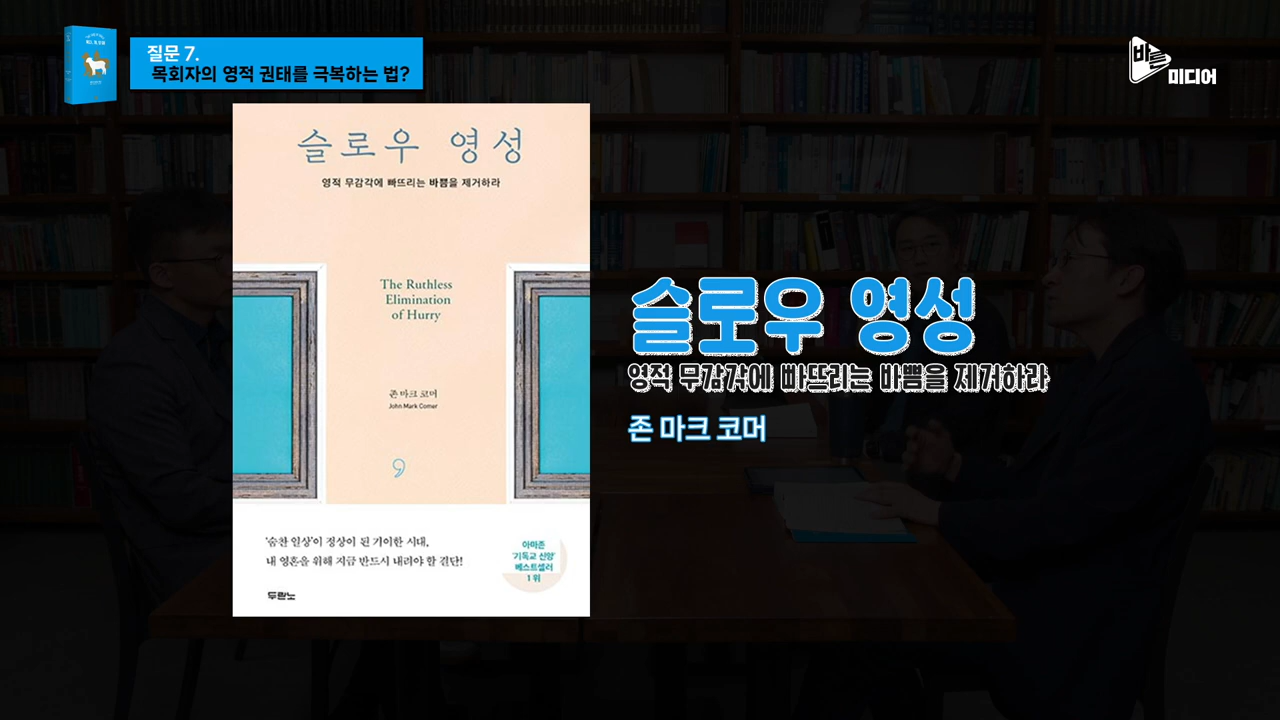 질문 7.
목회자의 영적 권태를 극복하는 법?
바른
미디어
슬로우 영성
영적 무감각에 빠뜨리는 바쁨을 제거하라
The Ruthless
Elimination
of Hurry
존 마크 코머
John Mark Comer
'숨찬 일상'이 정상이 된 기이한 시대,
내 영혼을 위해 지금 반드시 내려야 할 결단!
아마존
'기독교 신앙'
베스트셀러
1위
두란노
슬로우 영성
영적 무감각에 빠뜨리는 바쁨을 제거하라
존 마크 코머